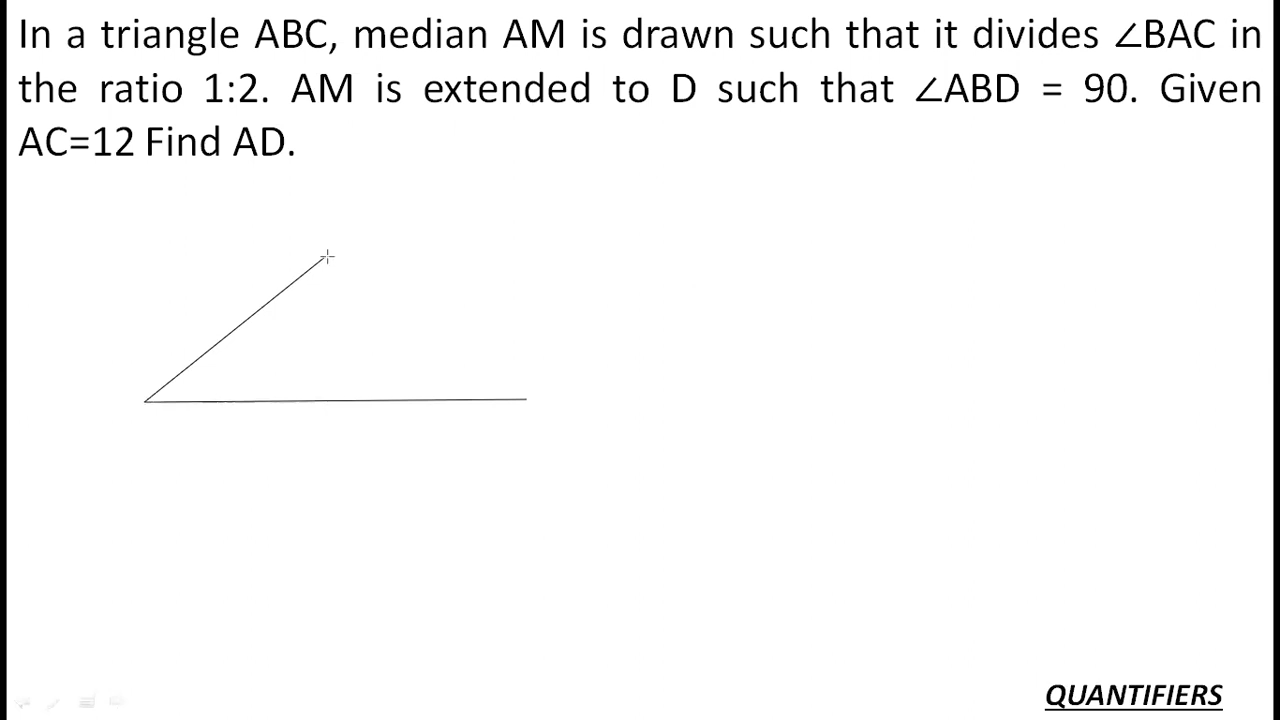 In a triangle ABC, median AM is drawn such that it divides ∠BAC in
the ratio 1:2. AM is extended to D such that ∠ABD = 90. Given
AC=12 Find AD.
QUANTIFIERS